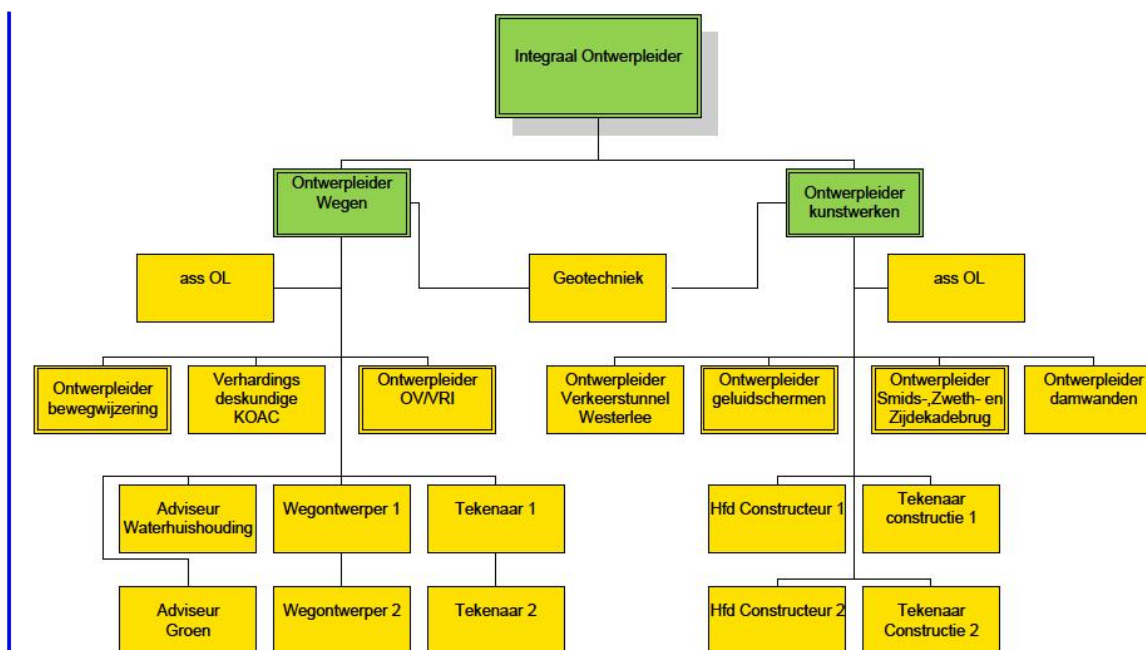 Integraal Ontwerpleider
Ontwerpleider
Wegen
Ontwerpleider
kunstwerken
ass OL
Geotechniek
ass OL
Ontwerpleider
bewegwijzering
Verhardings
deskundige
KOAC
Ontwerpleider
OV/VRI
Ontwerpleider
Verkeerstunnel
Westerlee
Ontwerpleider
geluidschermen
Ontwerpleider
Smids-,Zweth- en
Zijdekadebrug
Ontwerpleider
damwanden
Adviseur
Waterhuishouding
Wegontwerper 1
Tekenaar 1
Hfd Constructeur 1
Tekenaar
constructie 1
Adviseur
Groen
Wegontwerper 2
Tekenaar 2
Hfd Constructeur 2
Tekenaar
Constructie 2